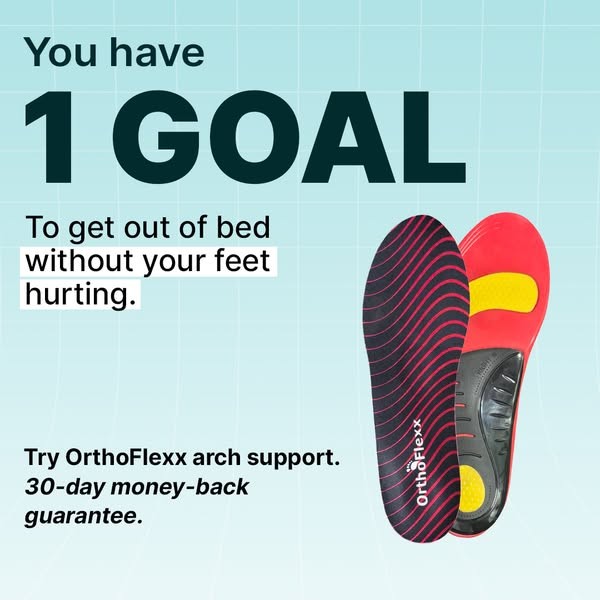 You have
1 GOAL
To get out of bed
without your feet
hurting.
OrthoFlexx
Try OrthoFlexx arch support.
30-day money-back
guarantee.